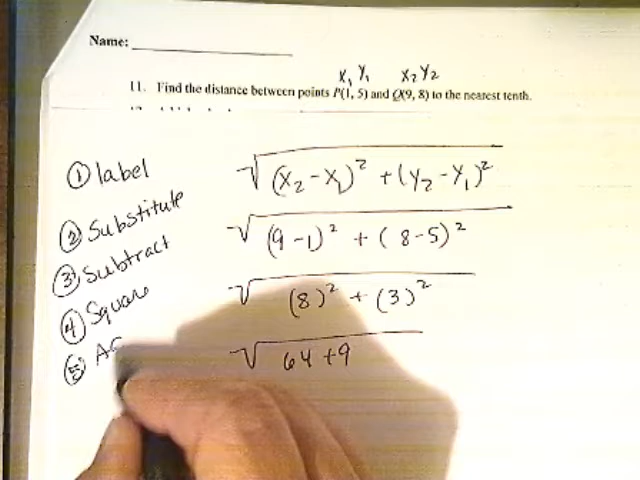 Name:
X₁ Y₁ X₂ Y₂
11. Find the distance between points P(1, 5) and Q(9, 8) to the nearest tenth.
① label
√(X₂ - X₁)² + (Y₂ - Y₁)²
② Substitute
√(9 - 1)² + (8 - 5)²
③ Subtract
√(8)² + (3)²
④ Square
√64 + 9
⑤